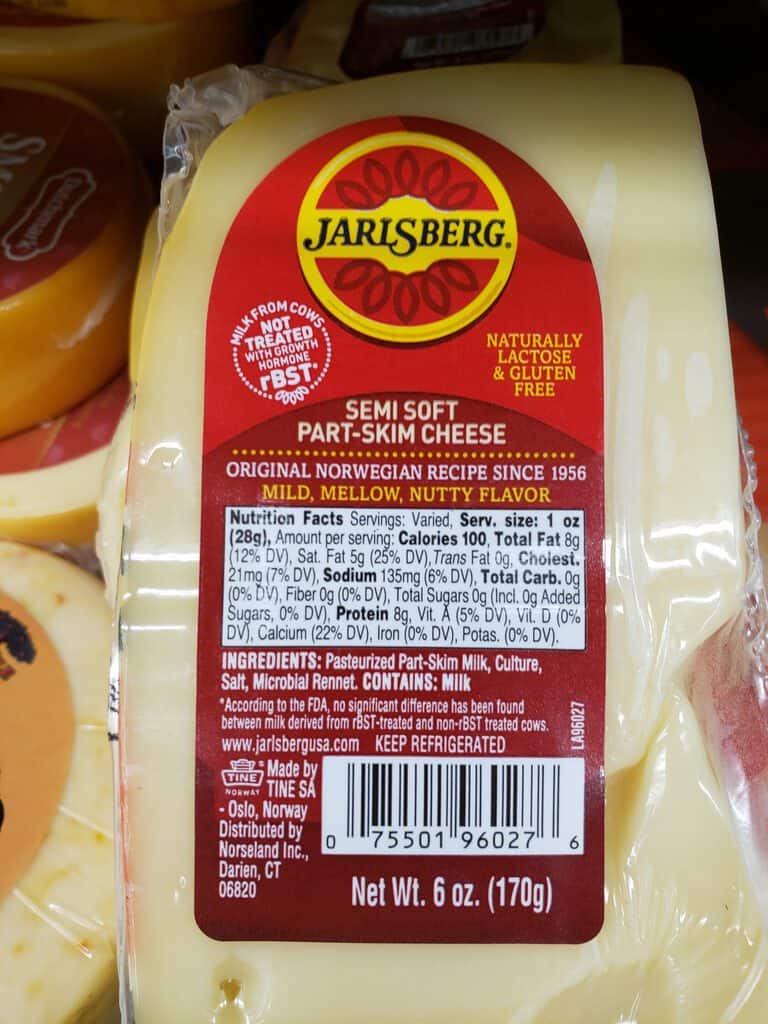 JARLSBERG®
MILK FROM COWS
NOT
TREATED
WITH GROWTH
HORMONE
rBST*
NATURALLY
LACTOSE
& GLUTEN
FREE
SEMI SOFT
PART-SKIM CHEESE
ORIGINAL NORWEGIAN RECIPE SINCE 1956
MILD, MELLOW, NUTTY FLAVOR
Nutrition Facts Servings: Varied, Serv. size: 1 oz
(28g), Amount per serving: Calories 100, Total Fat 8g
(12% DV), Sat. Fat 5g (25% DV), Trans Fat 0g, Cholest.
21mg (7% DV), Sodium 135mg (6% DV), Total Carb. 0g
(0% DV), Fiber 0g (0% DV), Total Sugars 0g (Incl. 0g Added
Sugars, 0% DV), Protein 8g, Vit. A (5% DV), Vit. D (0%
DV), Calcium (22% DV), Iron (0% DV), Potas. (0% DV).
INGREDIENTS: Pasteurized Part-Skim Milk, Culture,
Salt, Microbial Rennet. CONTAINS: Milk
*According to the FDA, no significant difference has been found
between milk derived from rBST-treated and non-rBST treated cows.
www.jarlsbergusa.com KEEP REFRIGERATED
LA96027
TINE
NORWAY
Made by
TINE SA
- Oslo, Norway
Distributed by
Norseland Inc.,
Darien, CT
06820
0 75501 96027 6
Net Wt. 6 oz. (170g)
Dutchmark